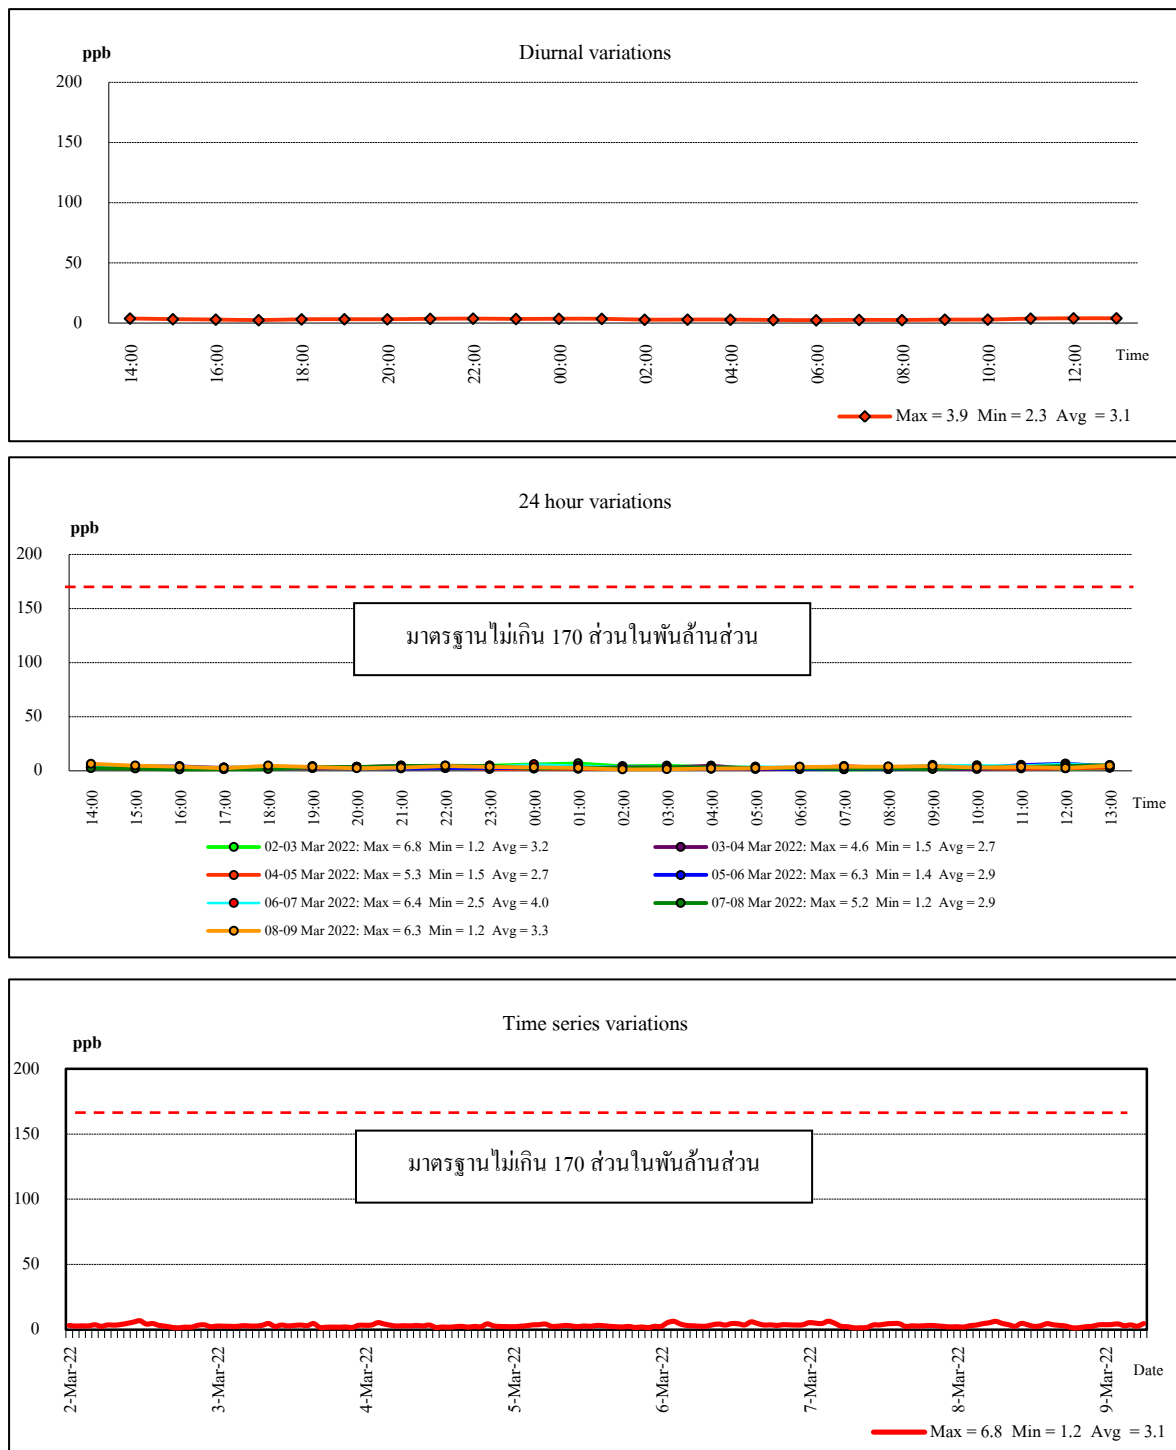 Diurnal variations
ppb
200
150
100
50
0
14:00 16:00 18:00 20:00 22:00 00:00 02:00 04:00 06:00 08:00 10:00 12:00 Time
Max = 3.9 Min = 2.3 Avg = 3.1
24 hour variations
ppb
200
150
100
50
0
มาตรฐานไม่เกิน 170 ส่วนในพันล้านส่วน
14:00 15:00 16:00 17:00 18:00 19:00 20:00 21:00 22:00 23:00 00:00 01:00 02:00 03:00 04:00 05:00 06:00 07:00 08:00 09:00 10:00 11:00 12:00 13:00 Time
02-03 Mar 2022: Max = 6.8 Min = 1.2 Avg = 3.2
03-04 Mar 2022: Max = 4.6 Min = 1.5 Avg = 2.7
04-05 Mar 2022: Max = 5.3 Min = 1.5 Avg = 2.7
05-06 Mar 2022: Max = 6.3 Min = 1.4 Avg = 2.9
06-07 Mar 2022: Max = 6.4 Min = 2.5 Avg = 4.0
07-08 Mar 2022: Max = 5.2 Min = 1.2 Avg = 2.9
08-09 Mar 2022: Max = 6.3 Min = 1.2 Avg = 3.3
Time series variations
ppb
200
150
100
50
0
มาตรฐานไม่เกิน 170 ส่วนในพันล้านส่วน
2-Mar-22 3-Mar-22 4-Mar-22 5-Mar-22 6-Mar-22 7-Mar-22 8-Mar-22 9-Mar-22 Date
Max = 6.8 Min = 1.2 Avg = 3.1